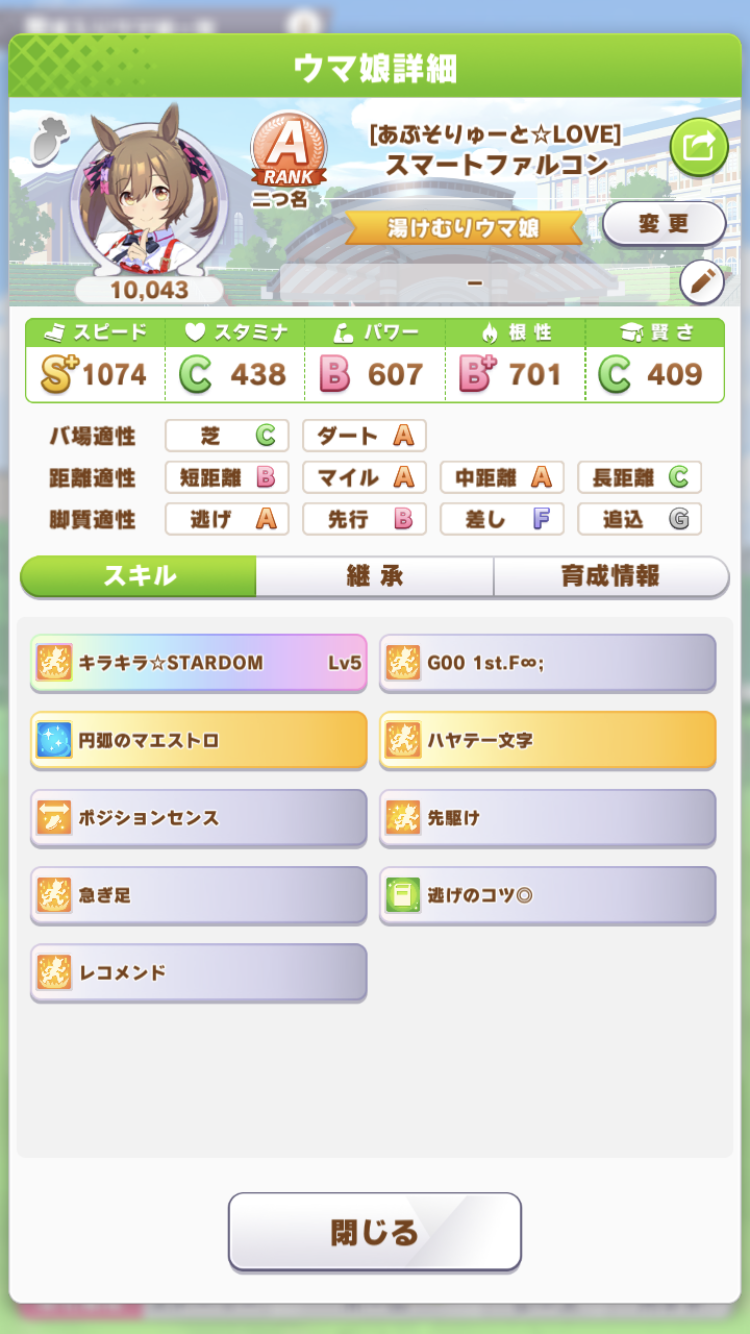 ウマ娘詳細
A
RANK
二つ名
[あぷそりゅーと☆LOVE]
スマートファルコン
湯けむりウマ娘
変更
10,043
–
スピード スタミナ パワー 根性 賢さ
S+ 1074 C 438 B 607 B+ 701 C 409
バ場適性 芝 C ダート A
距離適性 短距離 B マイル A 中距離 A 長距離 C
脚質適性 逃げ A 先行 B 差し F 追込 G
スキル 継承 育成情報
キラキラ☆STARDOM Lv5 G00 1st.F∞;
円弧のマエストロ ハヤテ一文字
ポジションセンス 先駆け
急ぎ足 逃げのコツ◎
レコメンド
閉じる